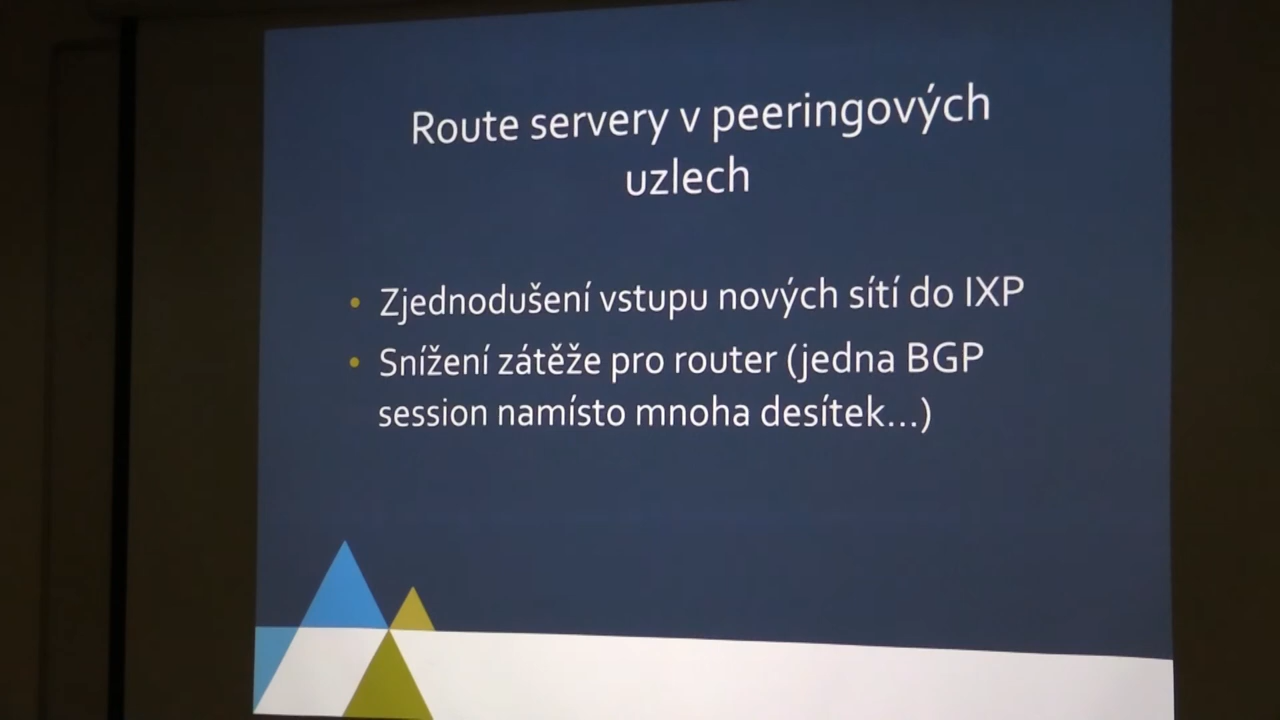 Route servery v peeringových
uzlech
• Zjednodušení vstupu nových sítí do IXP
• Snížení zátěže pro router (jedna BGP
session namísto mnoha desítek...)